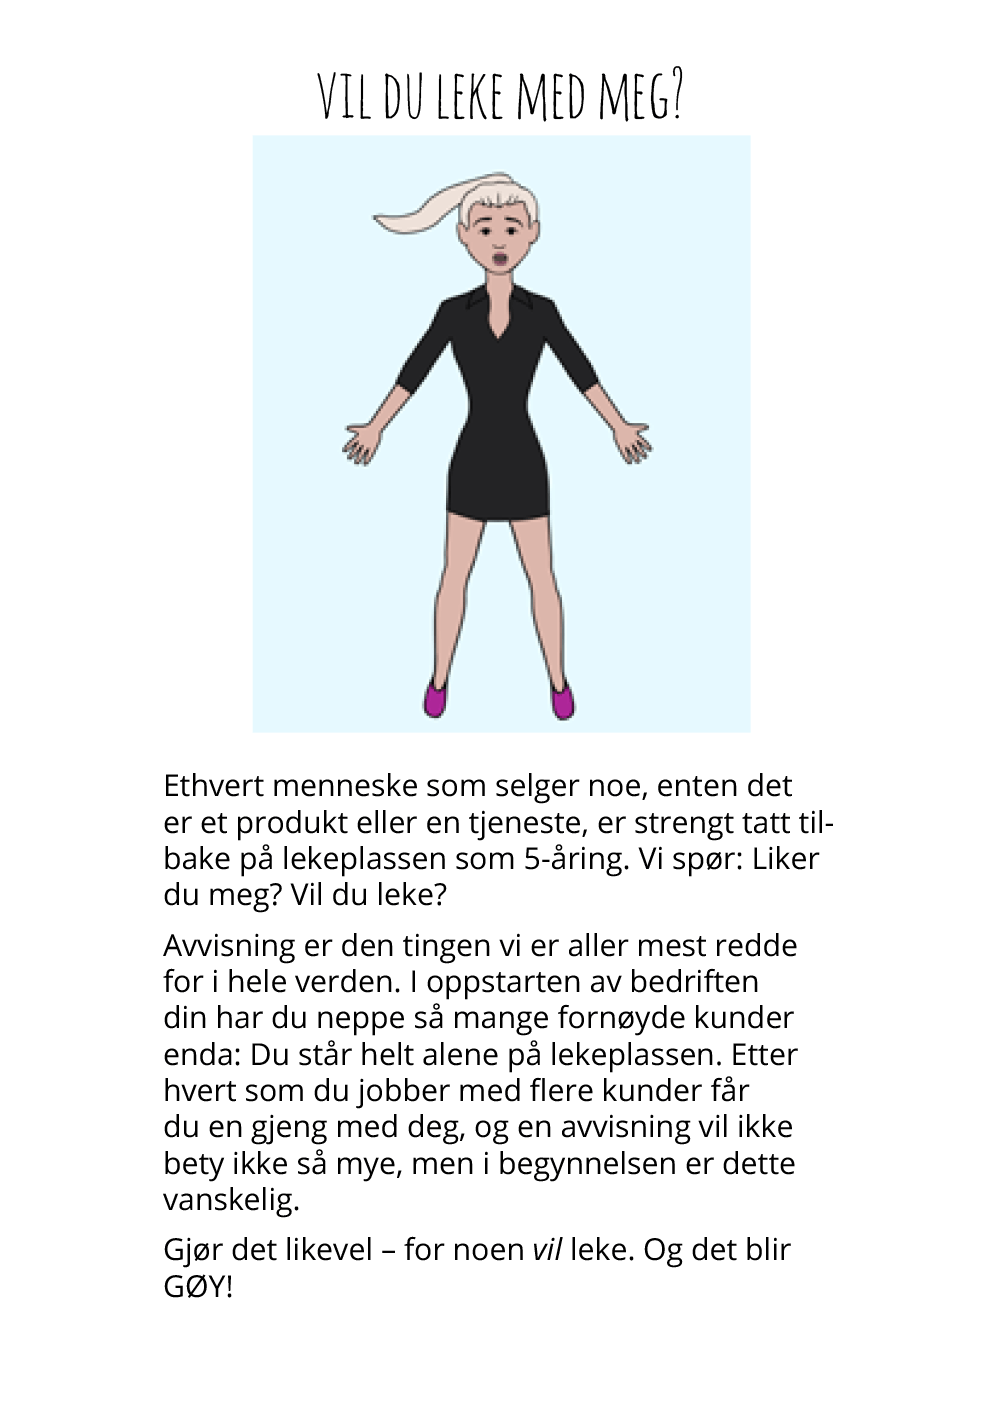 VIL DU LEKE MED MEG?
Ethvert menneske som selger noe, enten det
er et produkt eller en tjeneste, er strengt tatt til-
bake på lekeplassen som 5-åring. Vi spør: Liker
du meg? Vil du leke?
Avvisning er den tingen vi er aller mest redde
for i hele verden. I oppstarten av bedriften
din har du neppe så mange fornøyde kunder
enda: Du står helt alene på lekeplassen. Etter
hvert som du jobber med flere kunder får
du en gjeng med deg, og en avvisning vil ikke
bety ikke så mye, men i begynnelsen er dette
vanskelig.
Gjør det likevel – for noen vil leke. Og det blir
GØY!